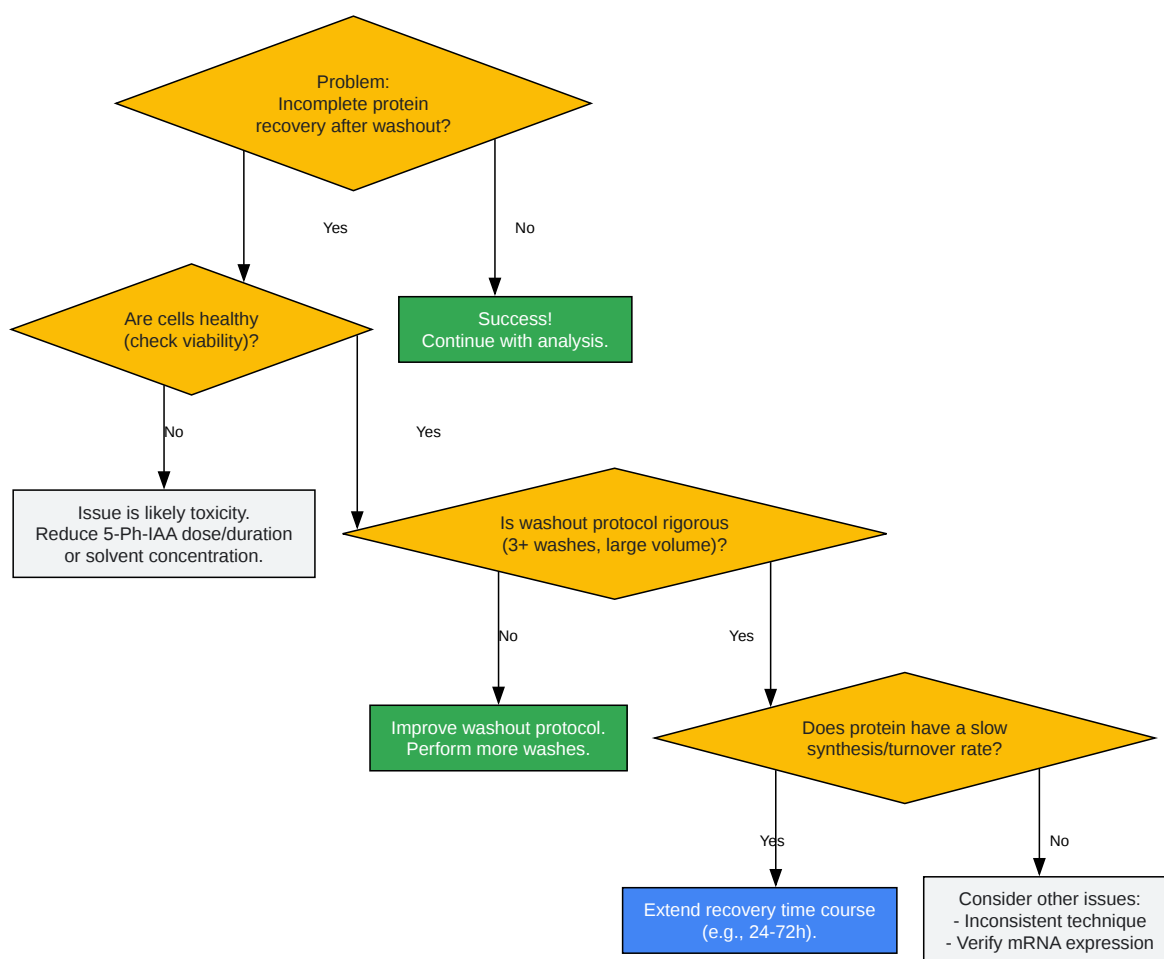 Problem:
Incomplete protein
recovery after washout?
Yes
No
Are cells healthy
(check viability)?
Success!
Continue with analysis.
No
Yes
Issue is likely toxicity.
Reduce 5-Ph-IAA dose/duration
or solvent concentration.
Is washout protocol rigorous
(3+ washes, large volume)?
No
Yes
Improve washout protocol.
Perform more washes.
Does protein have a slow
synthesis/turnover rate?
Yes
No
Extend recovery time course
(e.g., 24-72h).
Consider other issues:
- Inconsistent technique
- Verify mRNA expression